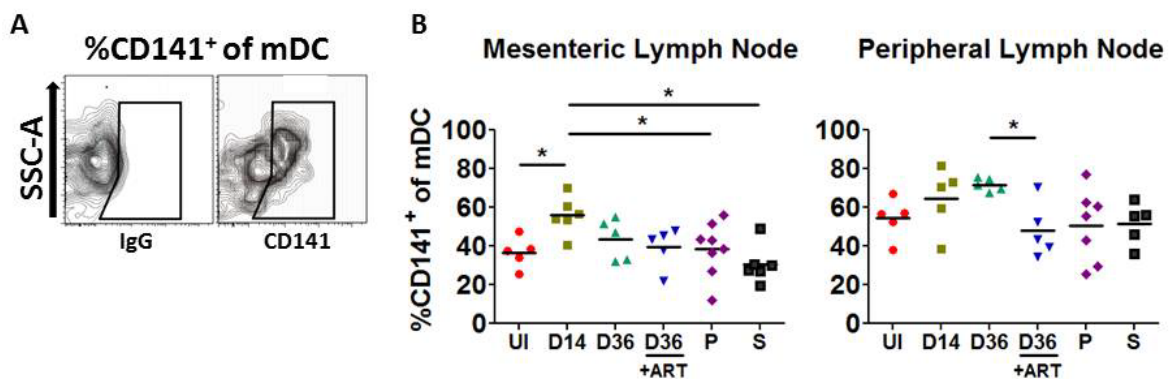 A
%CD141⁺ of mDC
SSC-A
IgG
CD141
B
Mesenteric Lymph Node
%CD141⁺ of mDC
100
80
60
40
20
0
*
*
*
UI D14 D36 D36 P S
+ART
Peripheral Lymph Node
100
80
60
40
20
0
*
UI D14 D36 D36 P S
+ART